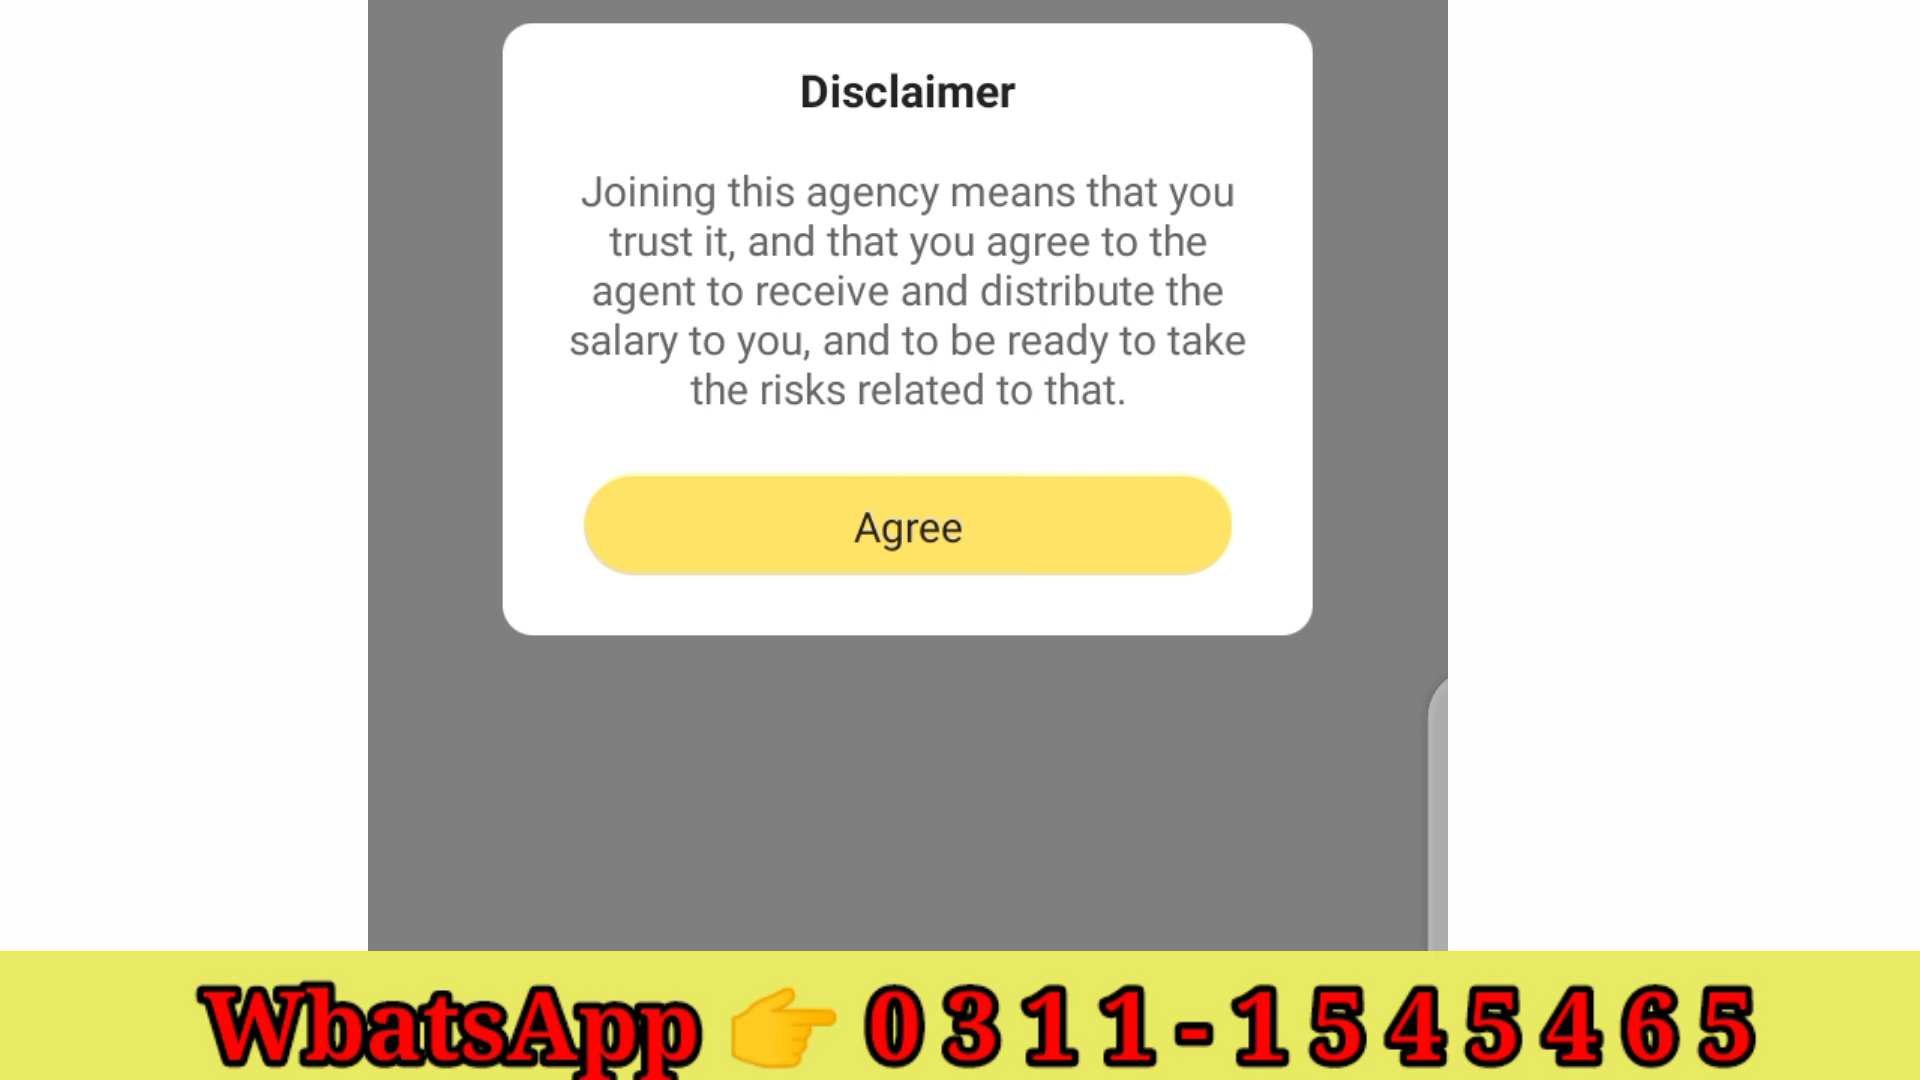 Disclaimer
Joining this agency means that you
trust it, and that you agree to the
agent to receive and distribute the
salary to you, and to be ready to take
the risks related to that.
Agree
WbatsApp 👉 0311-1545465